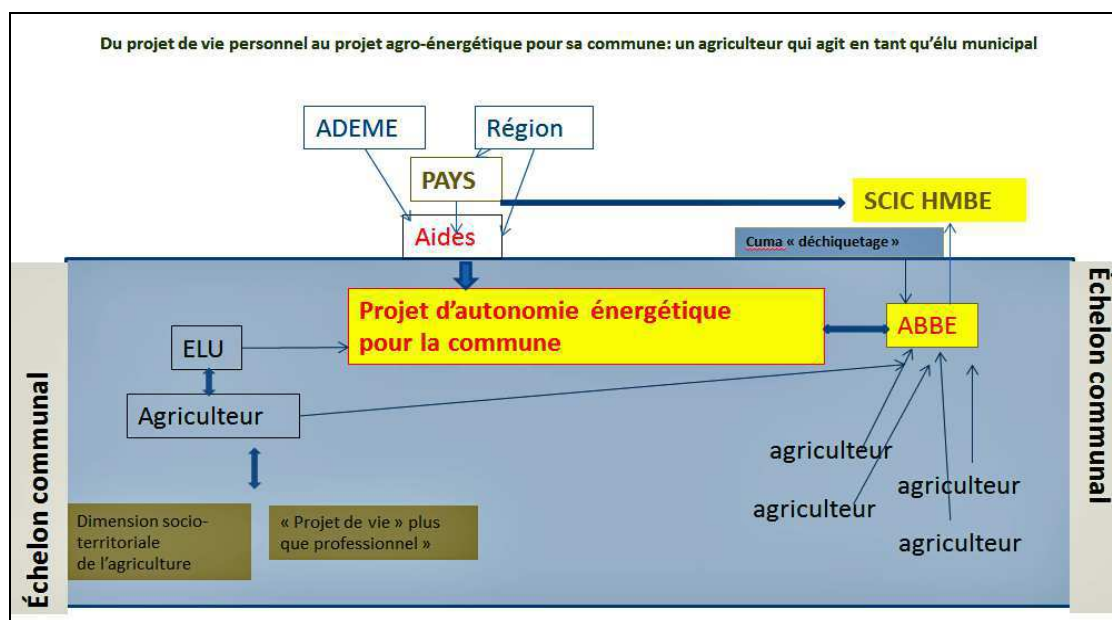 Du projet de vie personnel au projet agro-énergétique pour sa commune: un agriculteur qui agit en tant qu'élu municipal
ADEME
Région
PAYS
SCIC HMBE
Aides
Cuma « déchiquetage »
Échelon communal
Échelon communal
Projet d'autonomie énergétique
pour la commune
ABBE
ELU
Agriculteur
agriculteur
agriculteur
agriculteur
agriculteur
Dimension socio-
territoriale
de l'agriculture
« Projet de vie » plus
que professionnel »